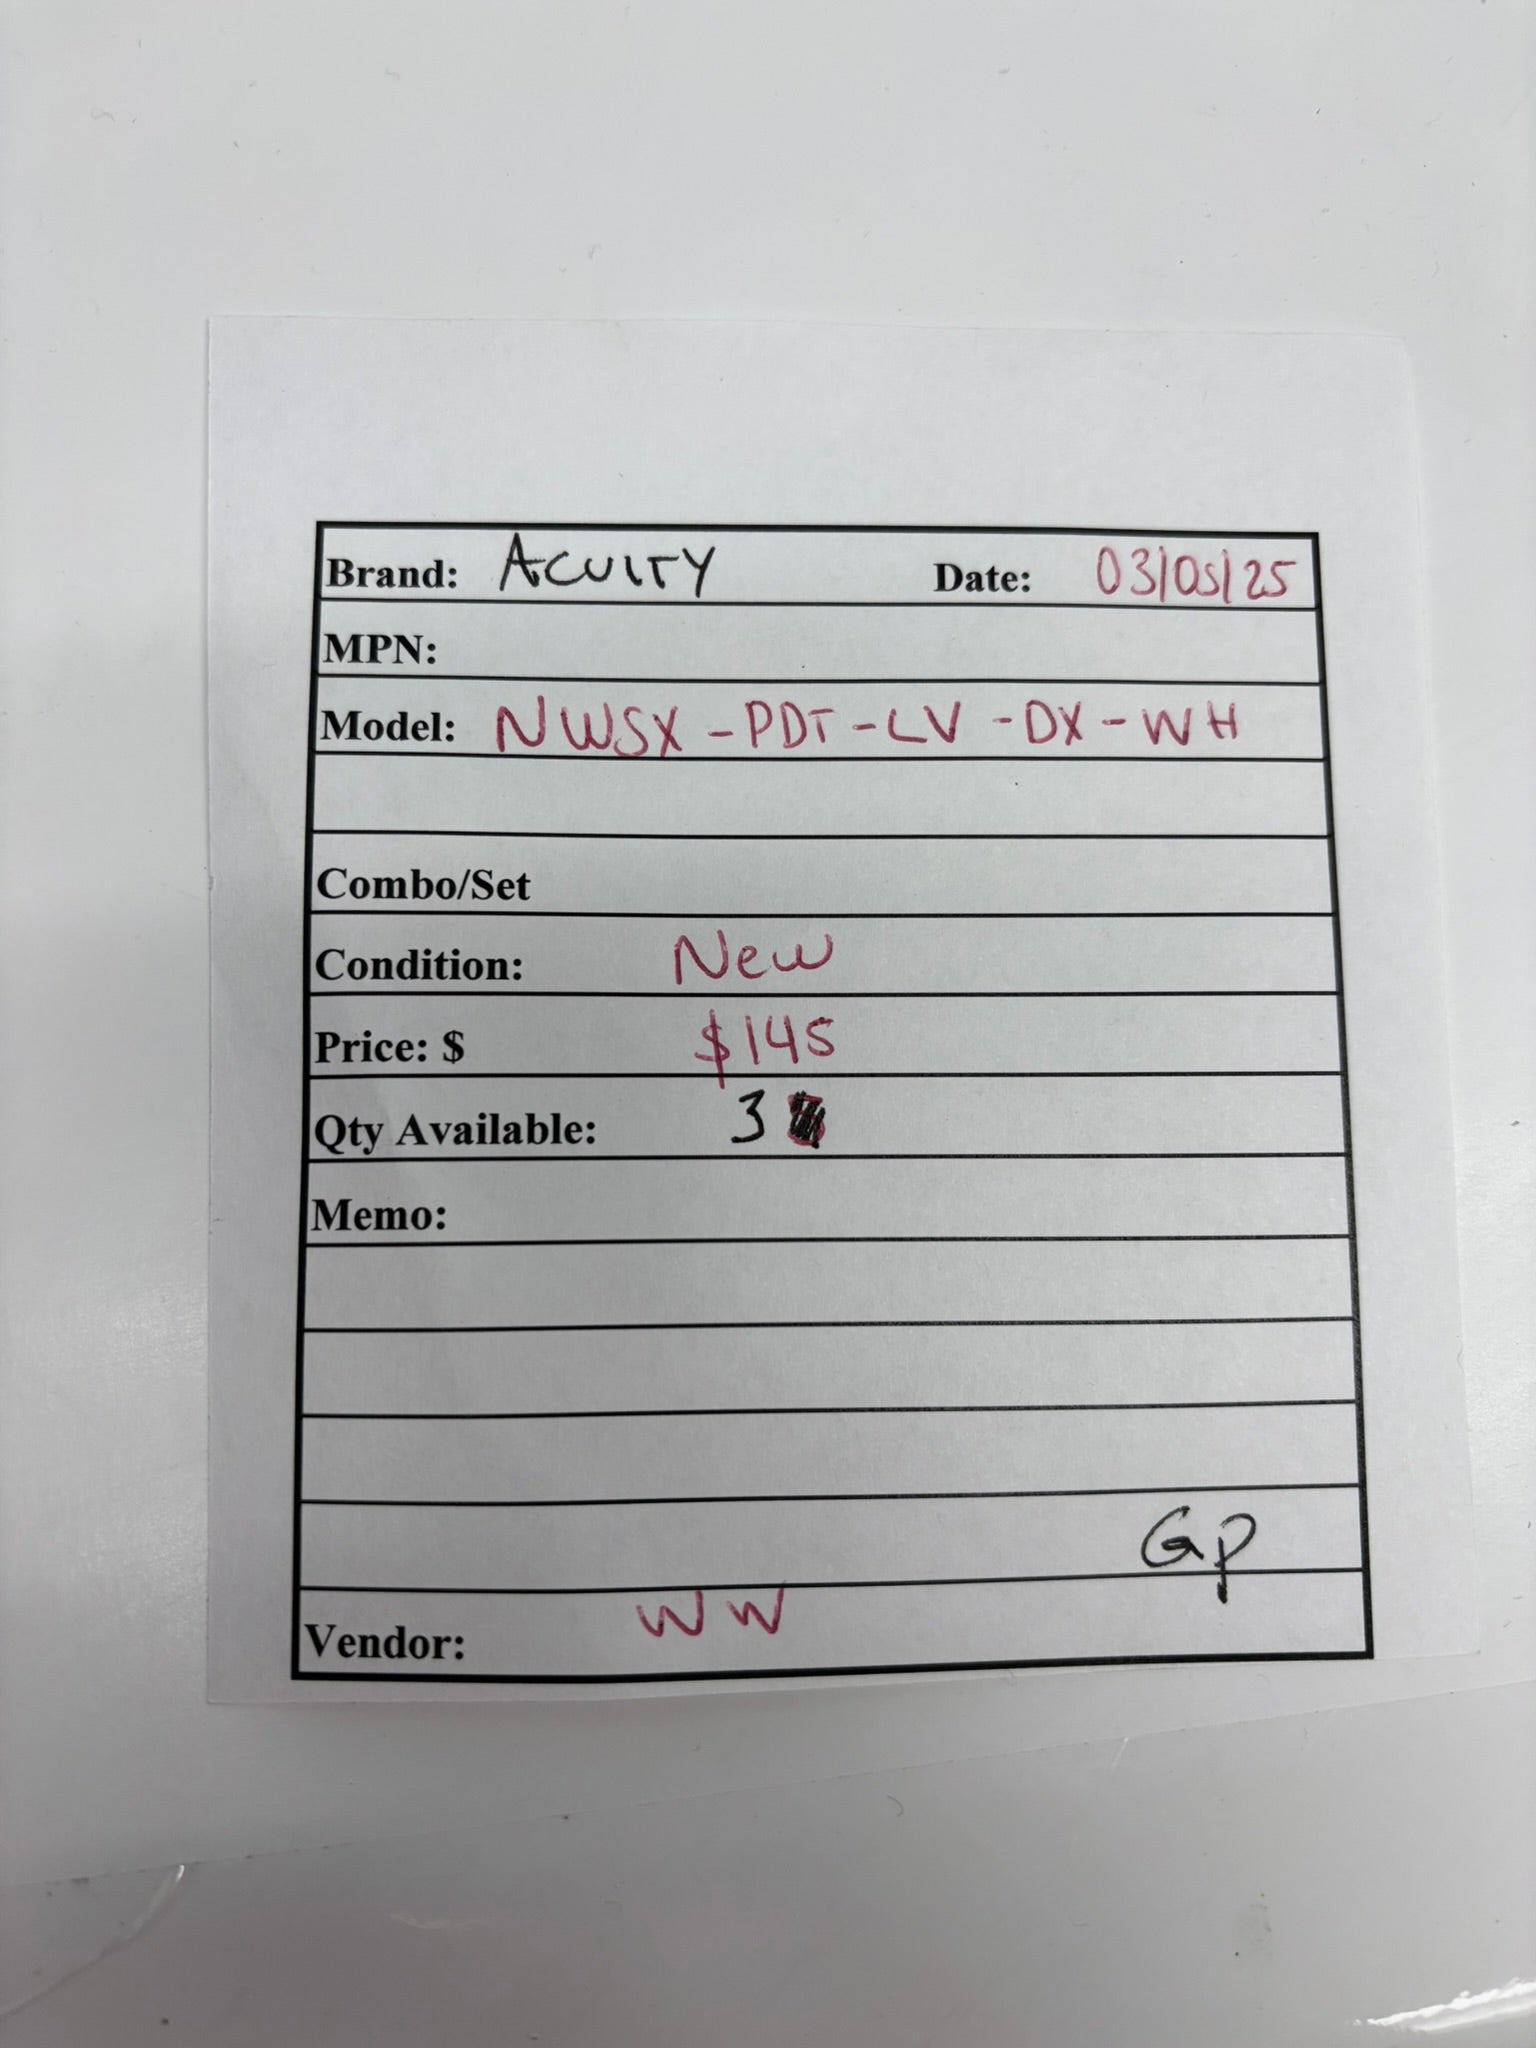 Brand: ACUITY Date: 03/05/25
MPN:
Model: NWSX-PDT-LV-DX-WH
Combo/Set
Condition: New
Price: $ $145
Qty Available: 3
Memo:
GP
Vendor: WW